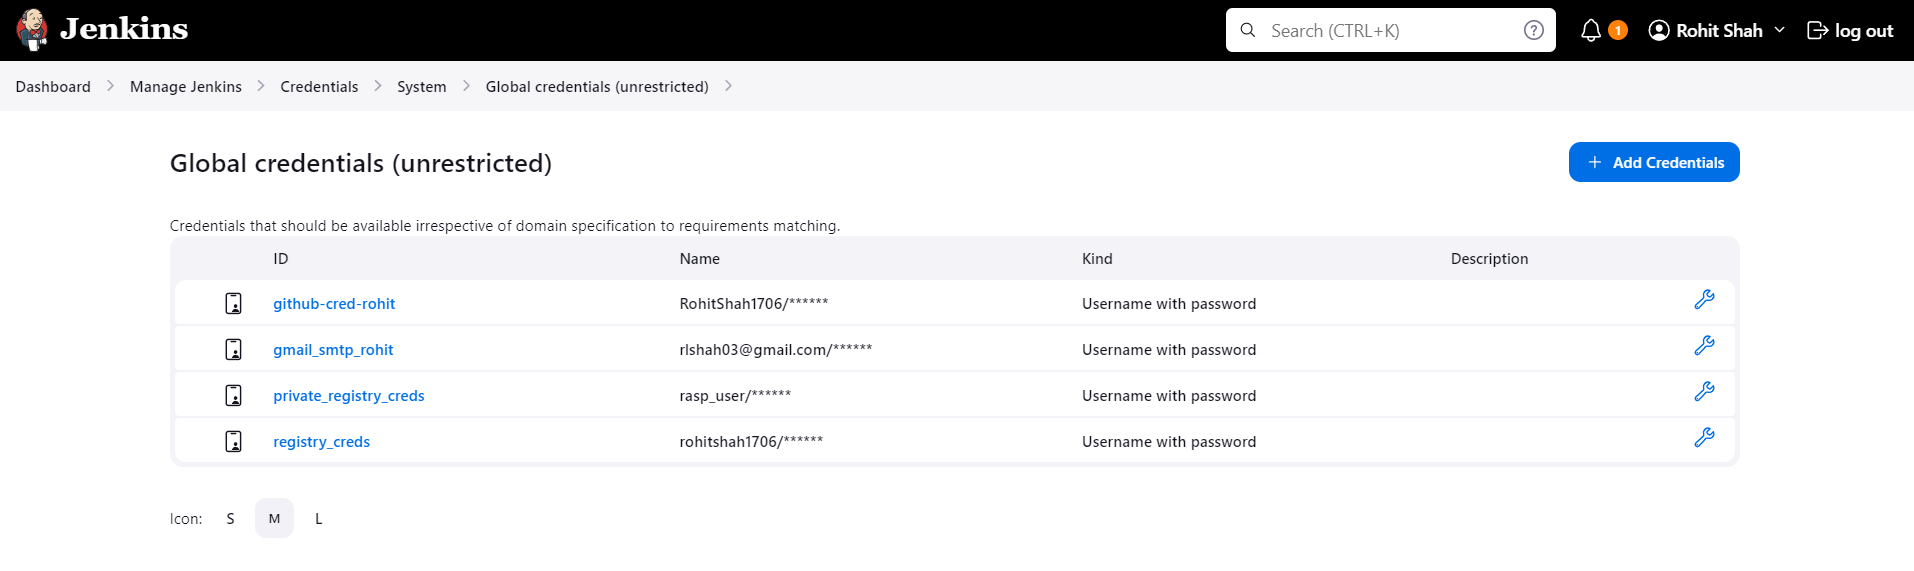 Jenkins Search (CTRL+K) ? 1 Rohit Shah log out
Dashboard Manage Jenkins Credentials System Global credentials (unrestricted)
Global credentials (unrestricted) + Add Credentials
Credentials that should be available irrespective of domain specification to requirements matching.
ID Name Kind Description
github-cred-rohit RohitShah1706/****** Username with password
gmail_smtp_rohit rlshah03@gmail.com/****** Username with password
private_registry_creds rasp_user/****** Username with password
registry_creds rohitshah1706/****** Username with password
Icon: S M L